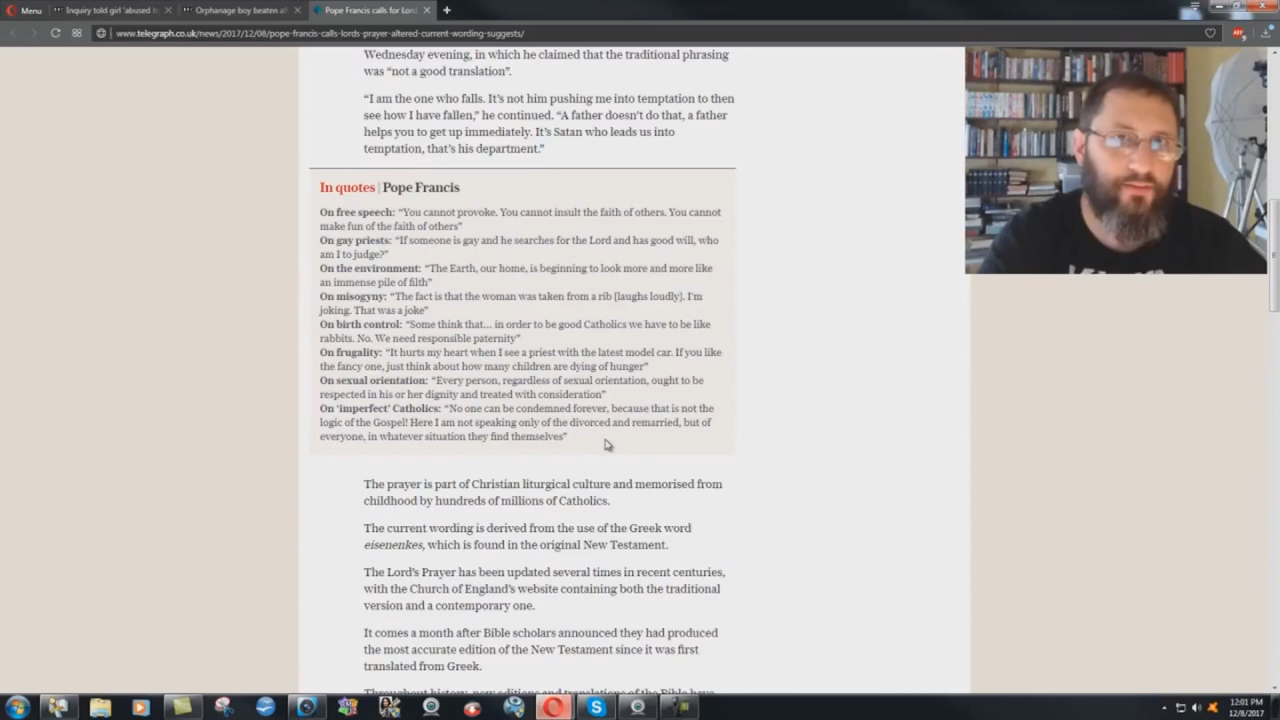 Menu
Inquiry told girl 'abused b
Orphanage boy beaten af
Pope Francis calls for Lord
www.telegraph.co.uk/news/2017/12/08/pope-francis-calls-lords-prayer-altered-current-wording-suggests/
Wednesday evening, in which he claimed that the traditional phrasing
was “not a good translation”.
“I am the one who falls. It’s not him pushing me into temptation to then
see how I have fallen,” he continued. “A father doesn’t do that, a father
helps you to get up immediately. It’s Satan who leads us into
temptation, that’s his department.”
In quotes | Pope Francis
On free speech: “You cannot provoke. You cannot insult the faith of others. You cannot
make fun of the faith of others”
On gay priests: “If someone is gay and he searches for the Lord and has good will, who
am I to judge?”
On the environment: “The Earth, our home, is beginning to look more and more like
an immense pile of filth”
On misogyny: “The fact is that the woman was taken from a rib [laughs loudly]. I’m
joking. That was a joke”
On birth control: “Some think that... in order to be good Catholics we have to be like
rabbits. No. We need responsible paternity”
On frugality: “It hurts my heart when I see a priest with the latest model car. If you like
the fancy one, just think about how many children are dying of hunger”
On sexual orientation: “Every person, regardless of sexual orientation, ought to be
respected in his or her dignity and treated with consideration”
On ‘imperfect’ Catholics: “No one can be condemned forever, because that is not the
logic of the Gospel! Here I am not speaking only of the divorced and remarried, but of
everyone, in whatever situation they find themselves”
The prayer is part of Christian liturgical culture and memorised from
childhood by hundreds of millions of Catholics.
The current wording is derived from the use of the Greek word
eisenenkes, which is found in the original New Testament.
The Lord’s Prayer has been updated several times in recent centuries,
with the Church of England’s website containing both the traditional
version and a contemporary one.
It comes a month after Bible scholars announced they had produced
the most accurate edition of the New Testament since it was first
translated from Greek.
Throughout history, new editions and translations of the Bible have
12:01 PM
12/8/2017